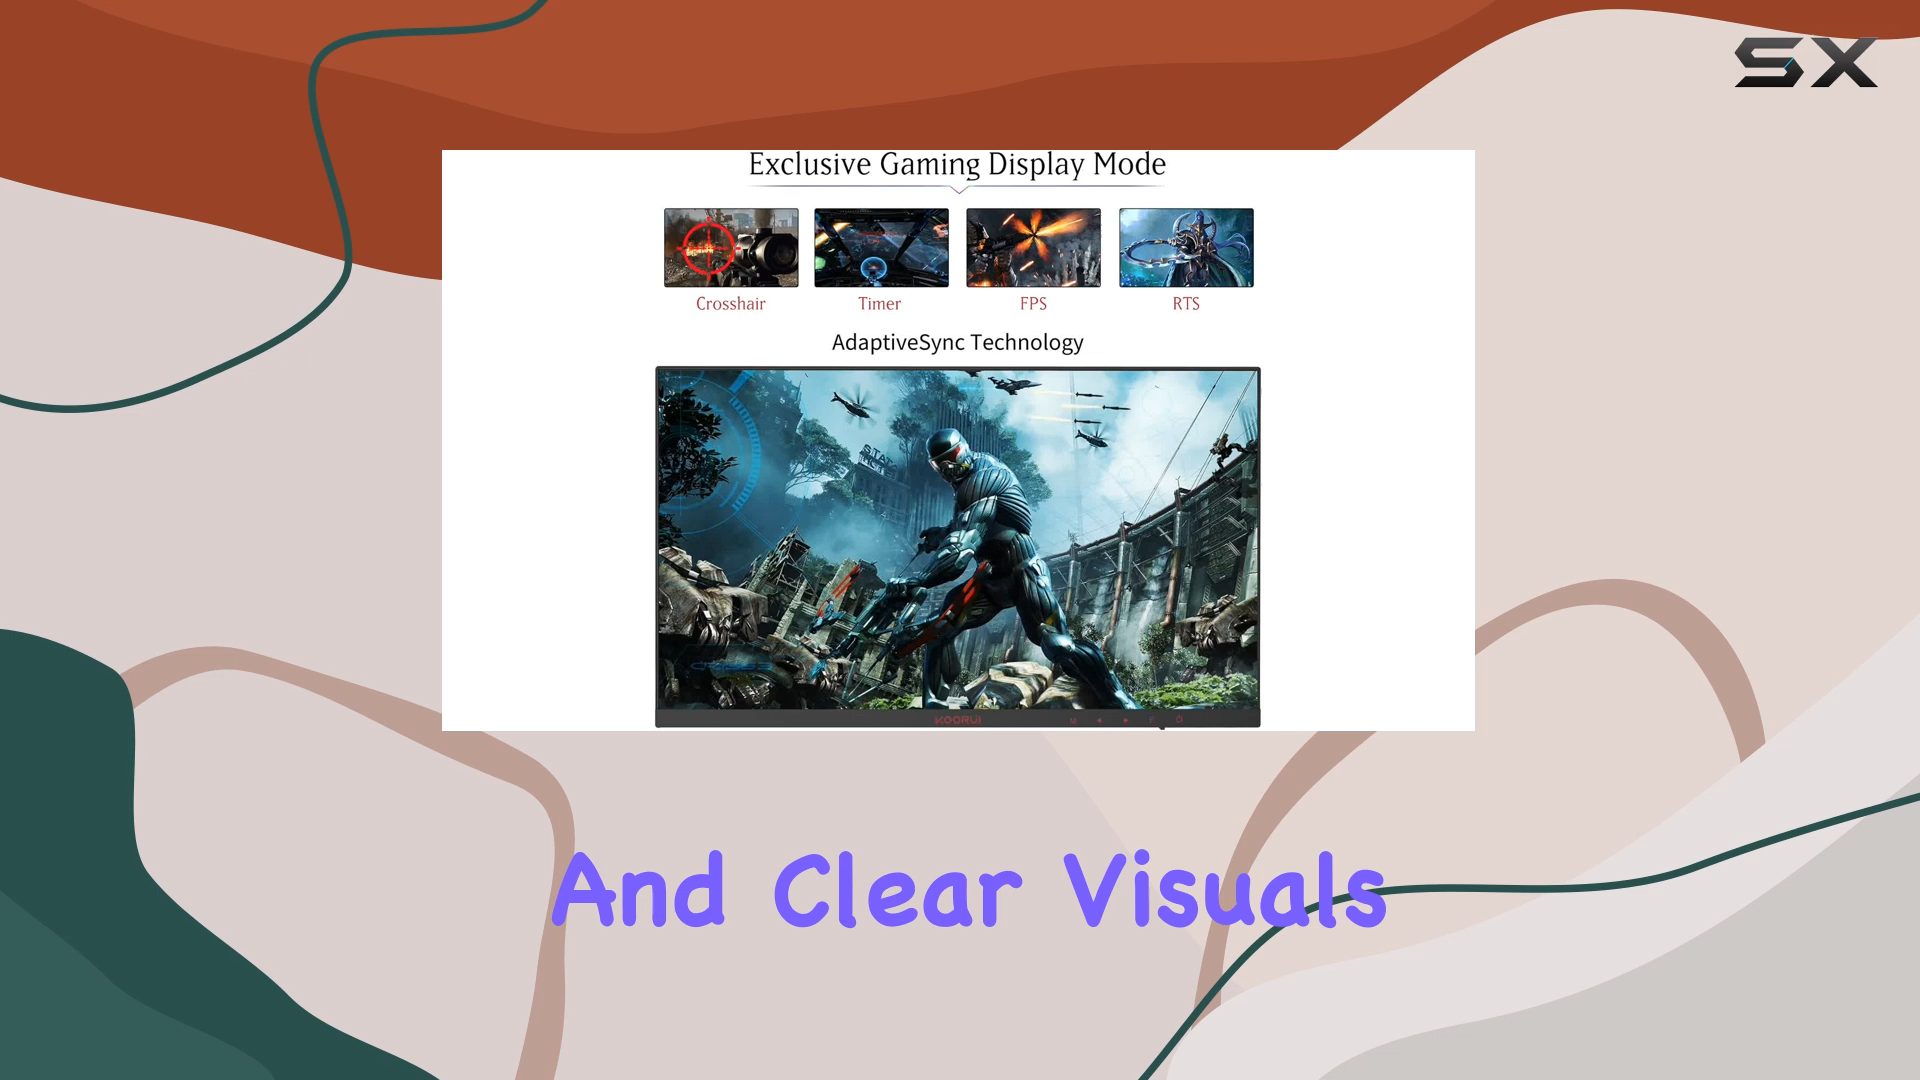 SX
Exclusive Gaming Display Mode
Crosshair Timer FPS RTS
AdaptiveSync Technology
KOORUI
And Clear Visuals